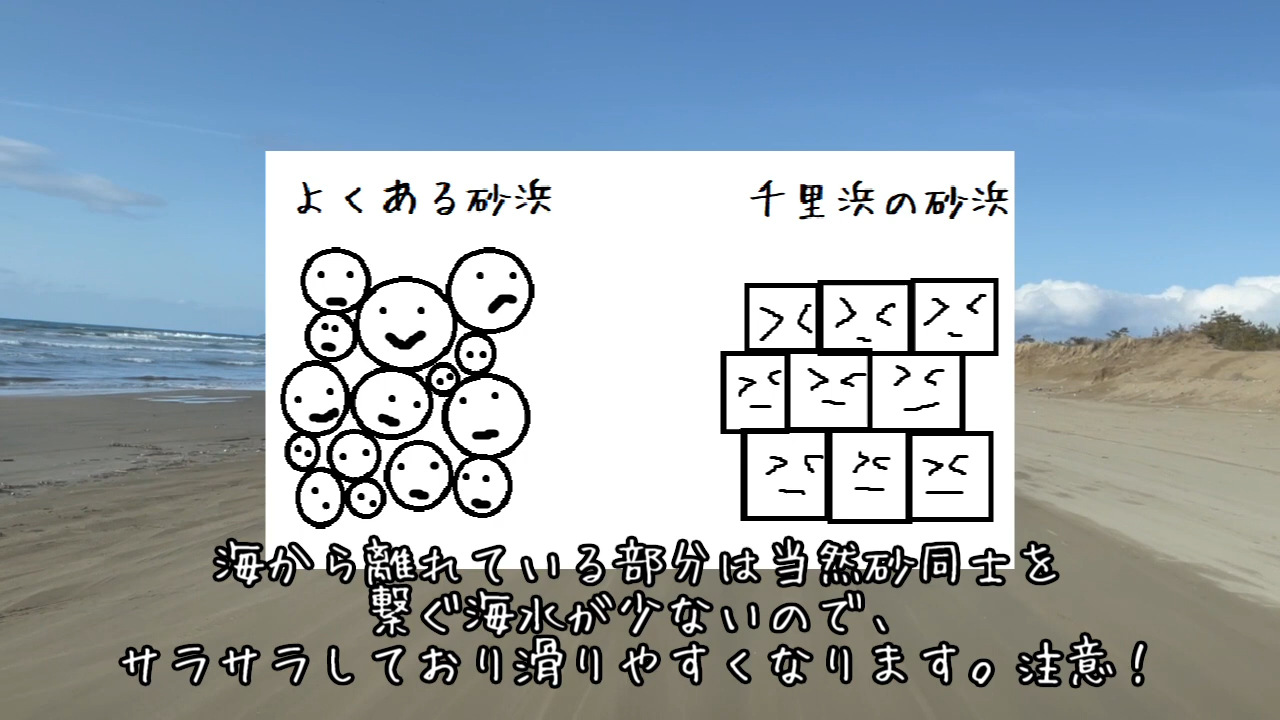 よくある砂浜
千里浜の砂浜
海から離れている部分は当然砂同士を
繋ぐ海水が少ないので、
サラサラしており滑りやすくなります。注意！